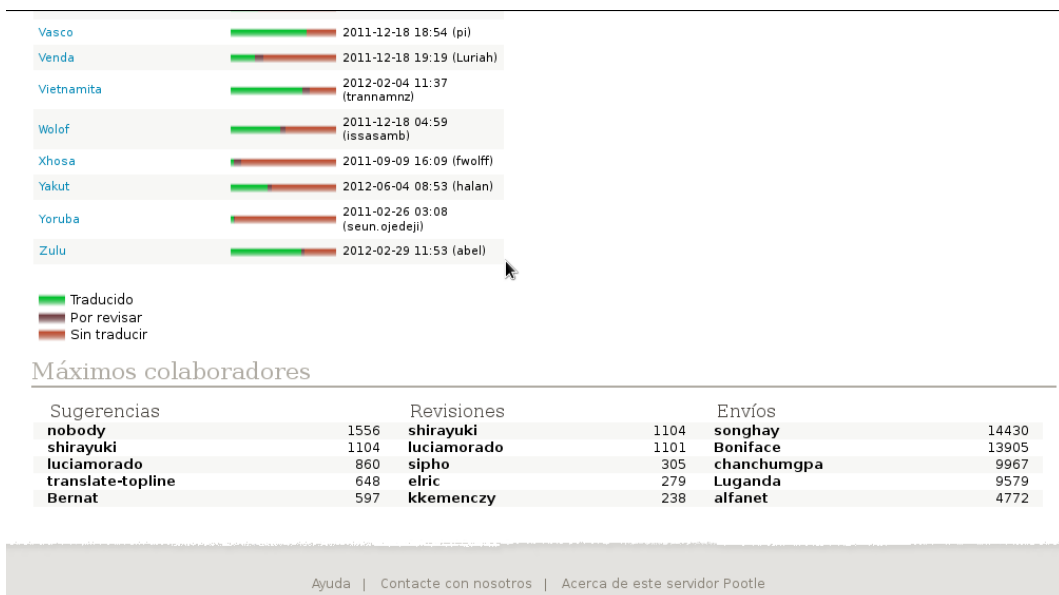 Vasco 2011-12-18 18:54 (pi)
Venda 2011-12-18 19:19 (Luriah)
Vietnamita 2012-02-04 11:37
(trannamnz)
Wolof 2011-12-18 04:59
(issasamb)
Xhosa 2011-09-09 16:09 (fwolff)
Yakut 2012-06-04 08:53 (halan)
Yoruba 2011-02-26 03:08
(seun.ojedeji)
Zulu 2012-02-29 11:53 (abel)
Traducido
Por revisar
Sin traducir
Máximos colaboradores
Sugerencias Revisiones Envíos
nobody 1556 shirayuki 1104 songhay 14430
shirayuki 1104 luciamorado 1101 Boniface 13905
luciamorado 860 sipho 305 chanchumgpa 9967
translate-topline 648 elric 279 Luganda 9579
Bernat 597 kkemenczy 238 alfanet 4772
Ayuda | Contacte con nosotros | Acerca de este servidor Pootle